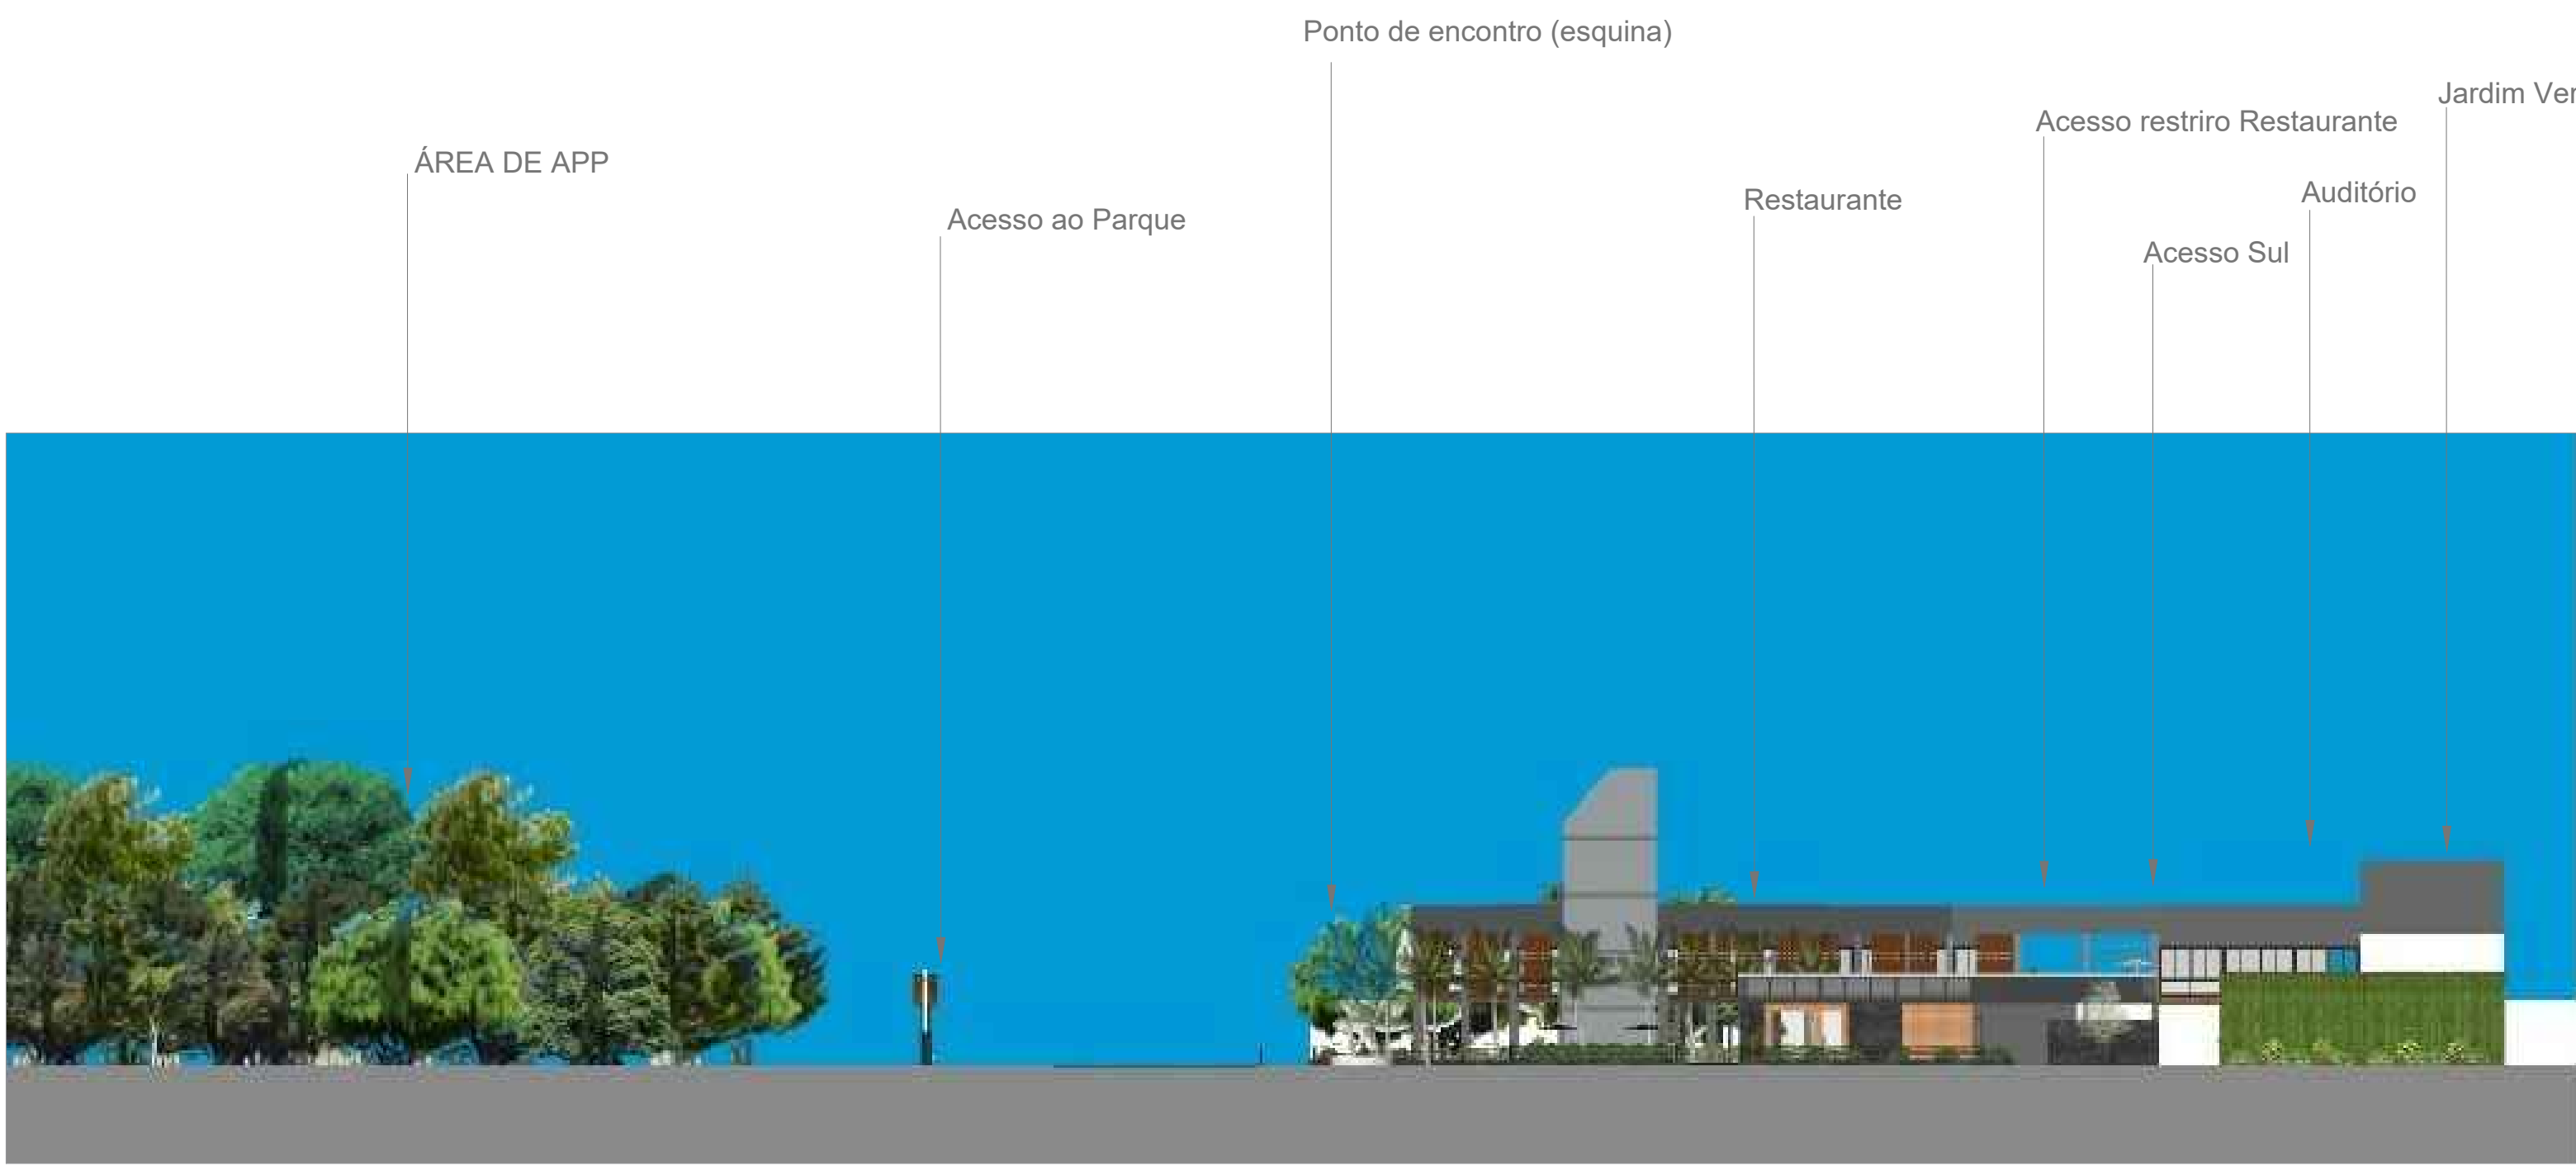 Ponto de encontro (esquina)
Jardim Ver
Acesso restriro Restaurante
ÁREA DE APP
Auditório
Restaurante
Acesso ao Parque
Acesso Sul